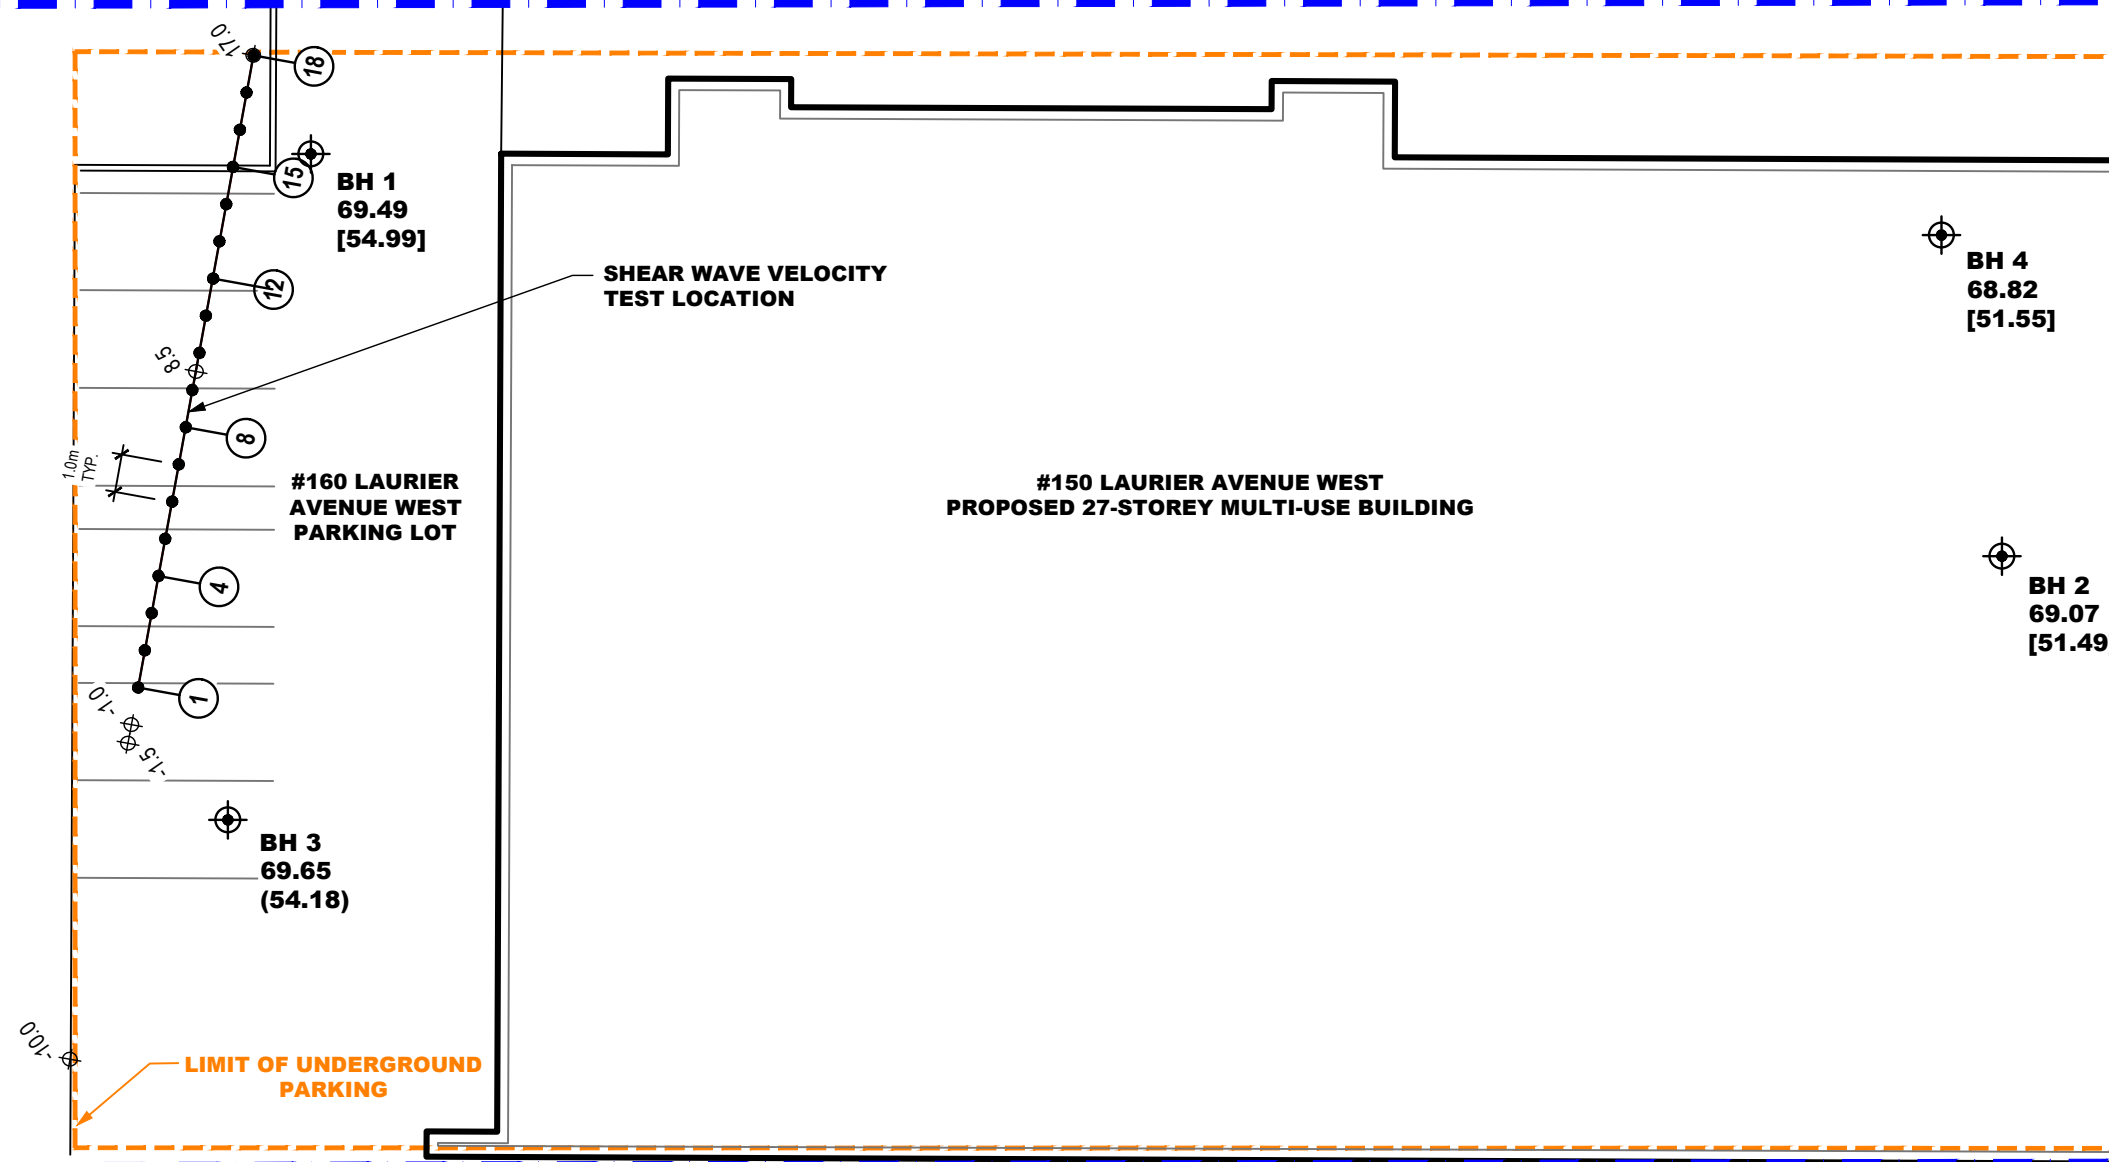 17.0
18
15
BH 1
69.49
[54.99]
12
SHEAR WAVE VELOCITY
TEST LOCATION
BH 4
68.82
[51.55]
8.5
8
1.0m
TYP.
#160 LAURIER
AVENUE WEST
PARKING LOT
#150 LAURIER AVENUE WEST
PROPOSED 27-STOREY MULTI-USE BUILDING
4
BH 2
69.07
[51.49
1
-1.0
-1.5
BH 3
69.65
(54.18)
-10.0
LIMIT OF UNDERGROUND
PARKING